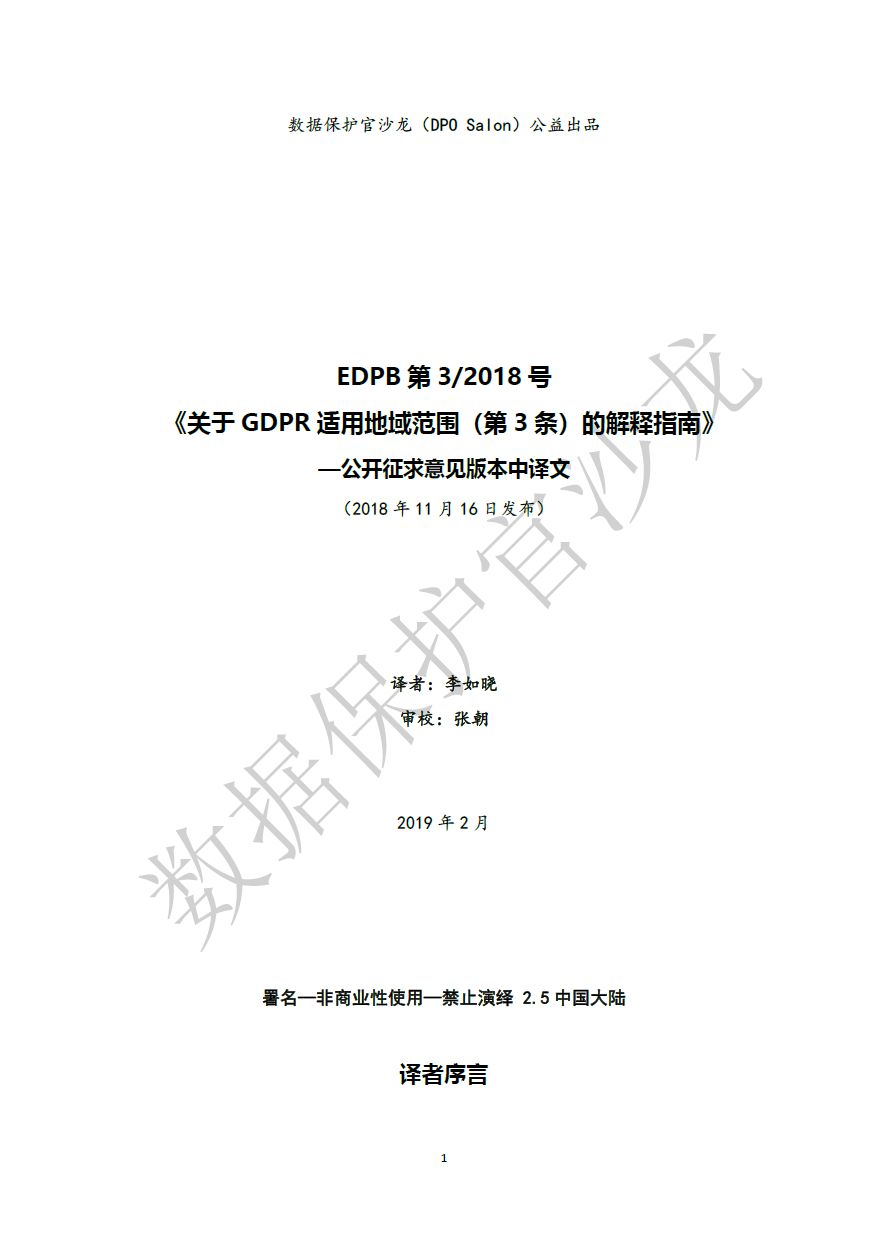 数据保护官沙龙（DPO Salon）公益出品
EDPB 第 3/2018 号
《关于 GDPR 适用地域范围（第 3 条）的解释指南》
—公开征求意见版本中译文
（2018 年 11 月 16 日发布）
译者：李如晓
审校：张朝
2019 年 2 月
署名—非商业性使用—禁止演绎 2.5 中国大陆
译者序言
1
数据保护官沙龙